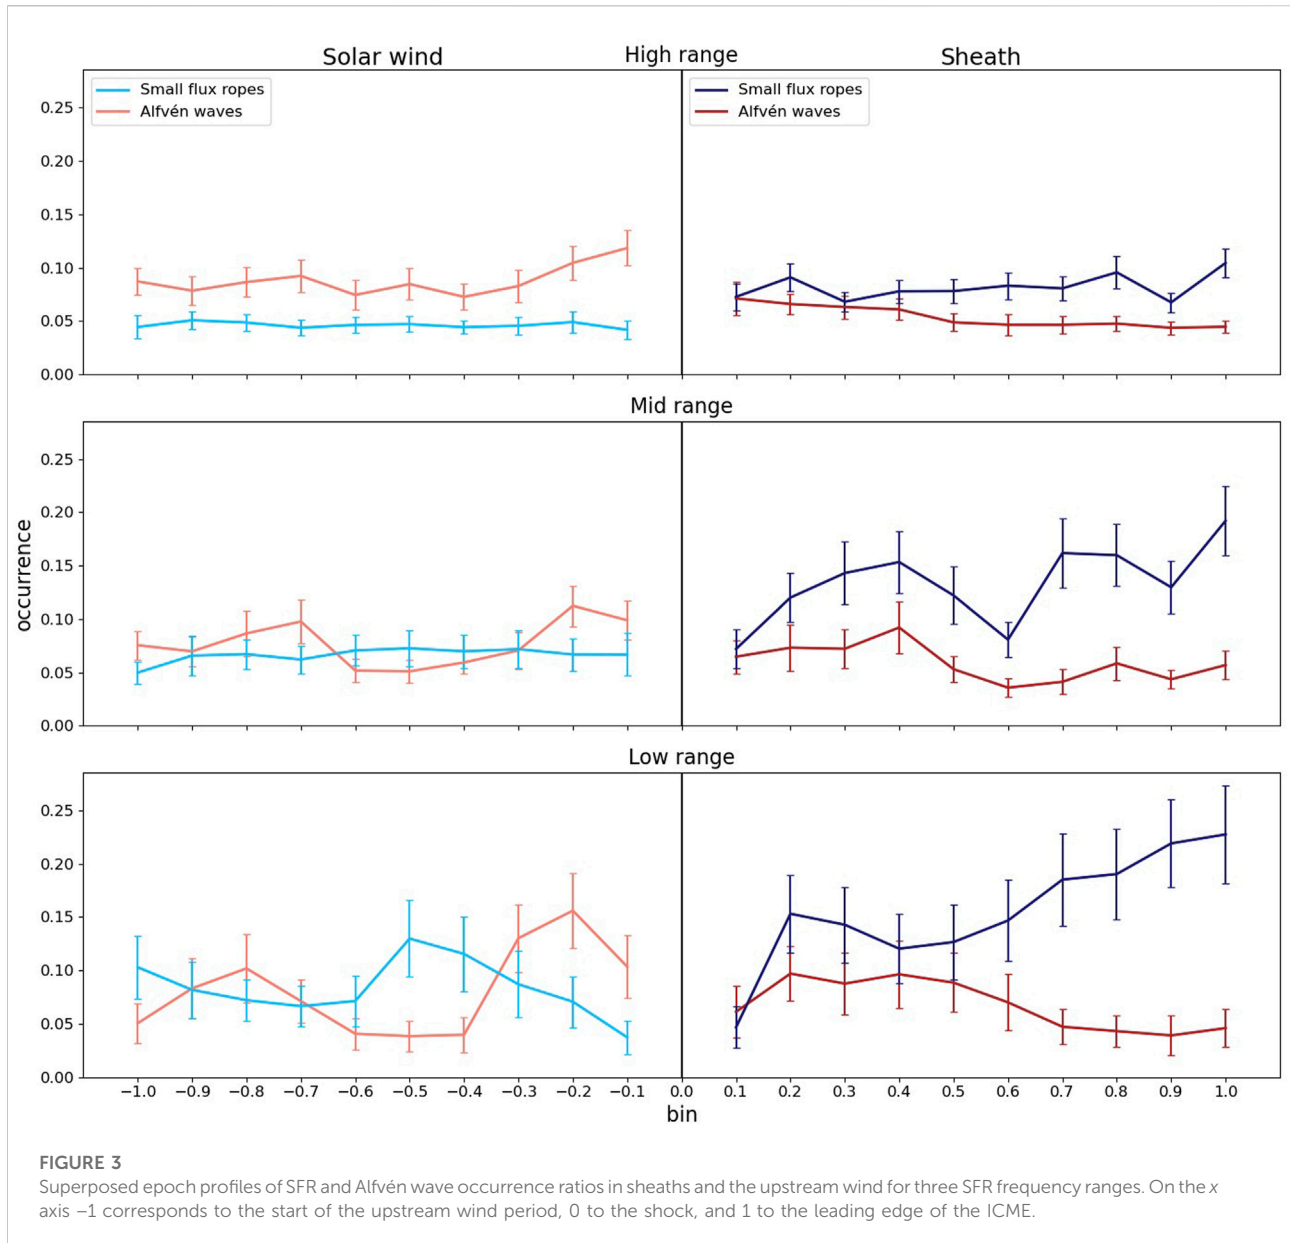 Solar wind
High range
Sheath
Small flux ropes
Alfvén waves
Small flux ropes
Alfvén waves
0.25
0.20
0.15
0.10
0.05
0.00
Mid range
0.25
0.20
0.15
0.10
0.05
0.00
occurrence
Low range
0.25
0.20
0.15
0.10
0.05
0.00
−1.0 −0.9 −0.8 −0.7 −0.6 −0.5 −0.4 −0.3 −0.2 −0.1 0.0 0.1 0.2 0.3 0.4 0.5 0.6 0.7 0.8 0.9 1.0
bin
FIGURE 3
Superposed epoch profiles of SFR and Alfvén wave occurrence ratios in sheaths and the upstream wind for three SFR frequency ranges. On the x
axis −1 corresponds to the start of the upstream wind period, 0 to the shock, and 1 to the leading edge of the ICME.